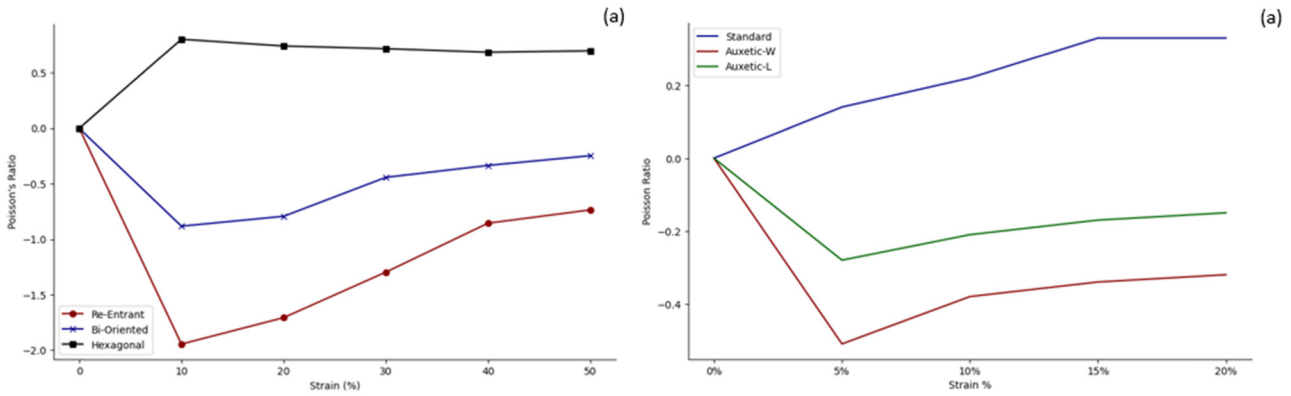 (a)
0.5
0.0
−0.5
−1.0
−1.5
−2.0
Poisson's Ratio
Re-Entrant
Bi-Oriented
Hexagonal
0 10 20 30 40 50
Strain (%)
(a)
Standard
Auxetic-W
Auxetic-L
0.2
0.0
−0.2
−0.4
Poisson Ratio
0% 5% 10% 15% 20%
Strain %